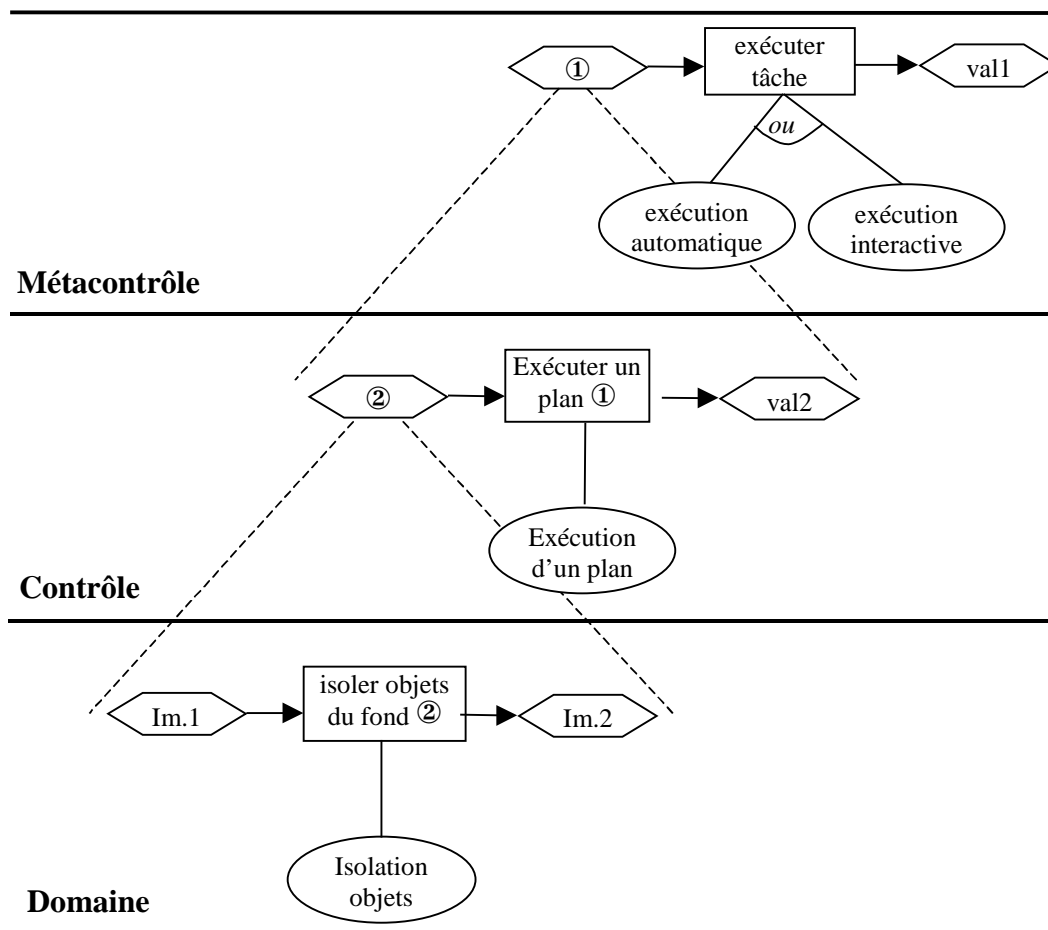 ①
exécuter
tâche
val1
ou
exécution
automatique
exécution
interactive
Métacontrôle
②
Exécuter un
plan ①
val2
Exécution
d'un plan
Contrôle
Im.1
isoler objets
du fond ②
Im.2
Isolation
objets
Domaine